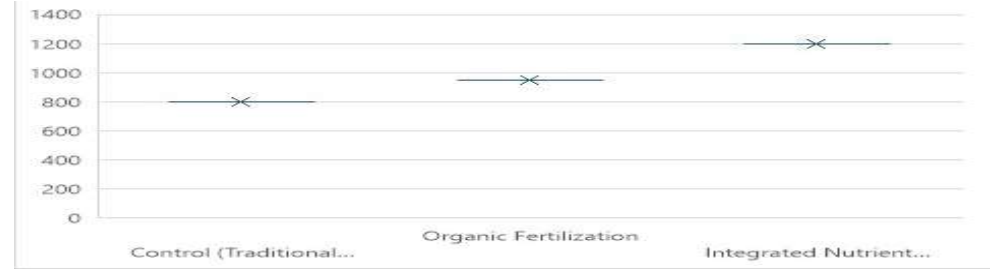 1400
1200
1000
800
600
400
200
0
Organic Fertilization
Control (Traditional...
Integrated Nutrient...